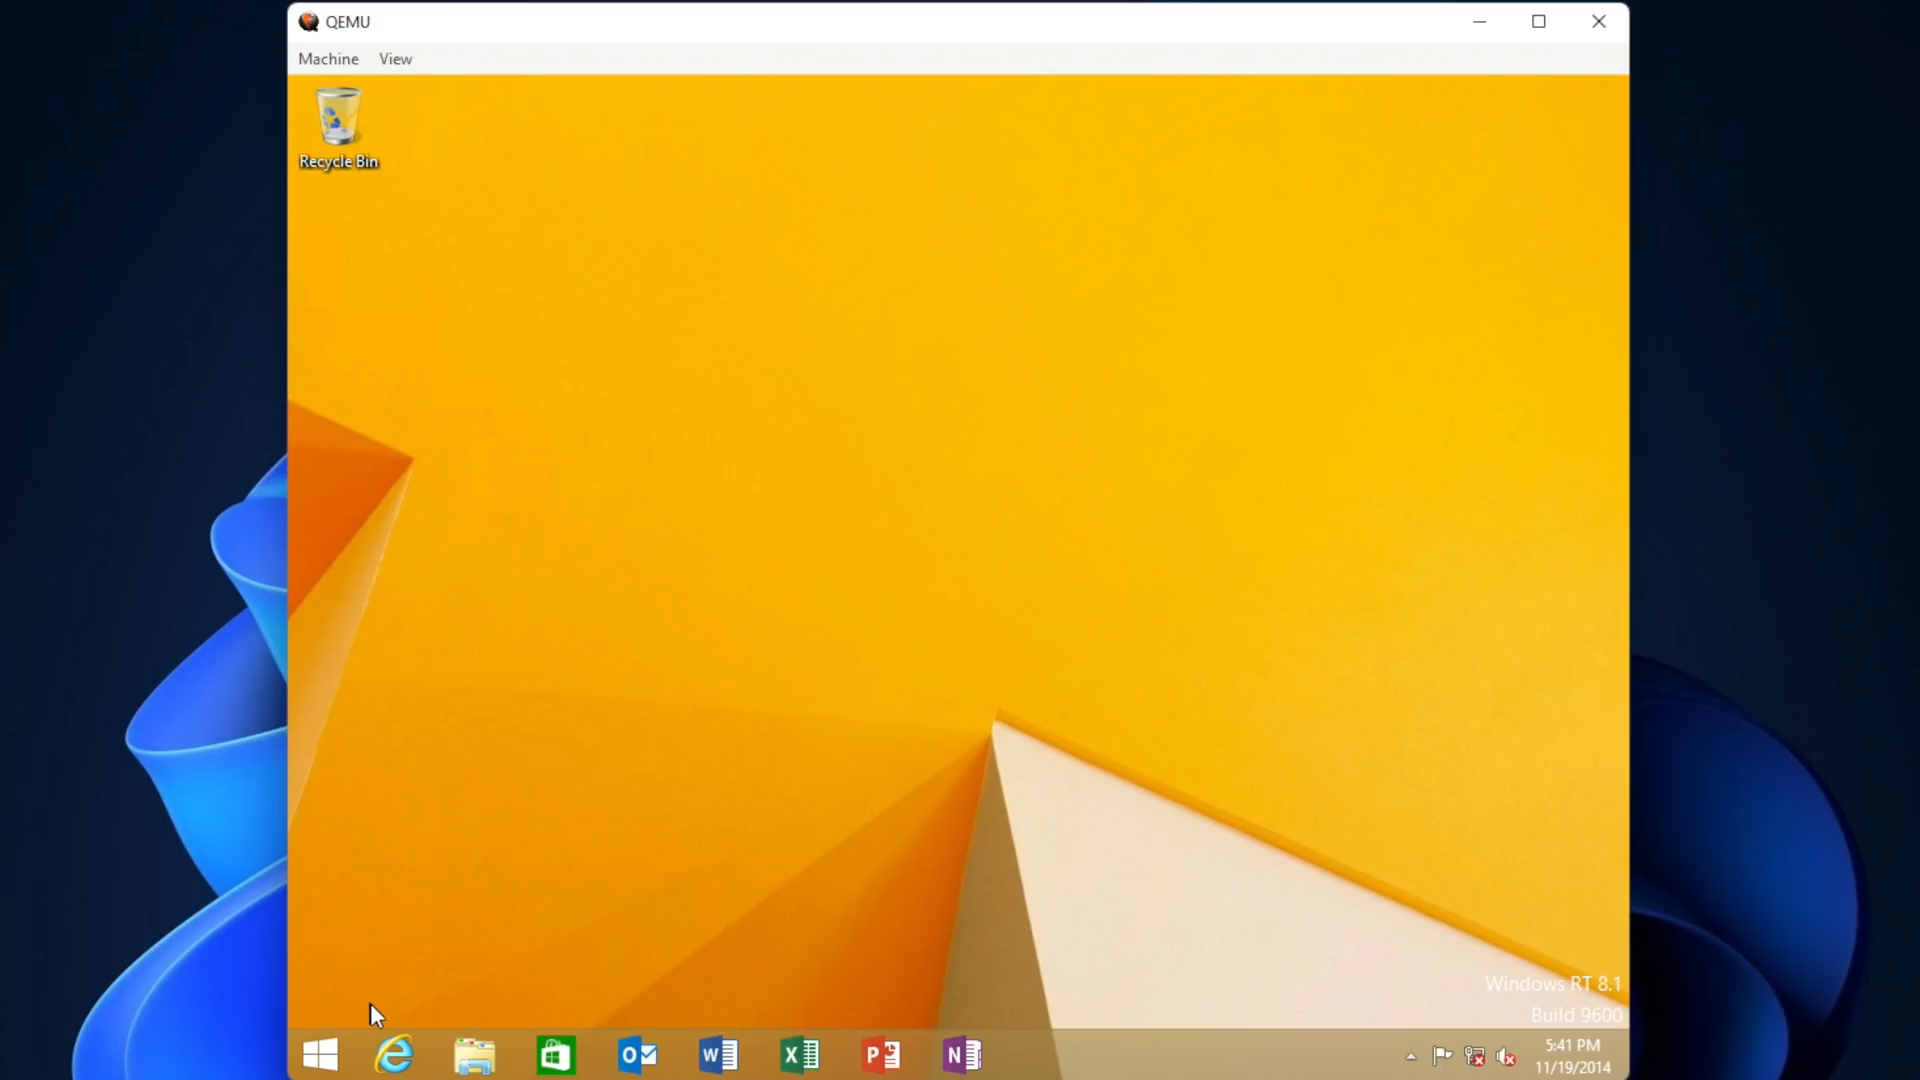 QEMU
Machine View
Recycle Bin
Windows RT 8.1
Build 9600
5:41 PM
11/19/2014